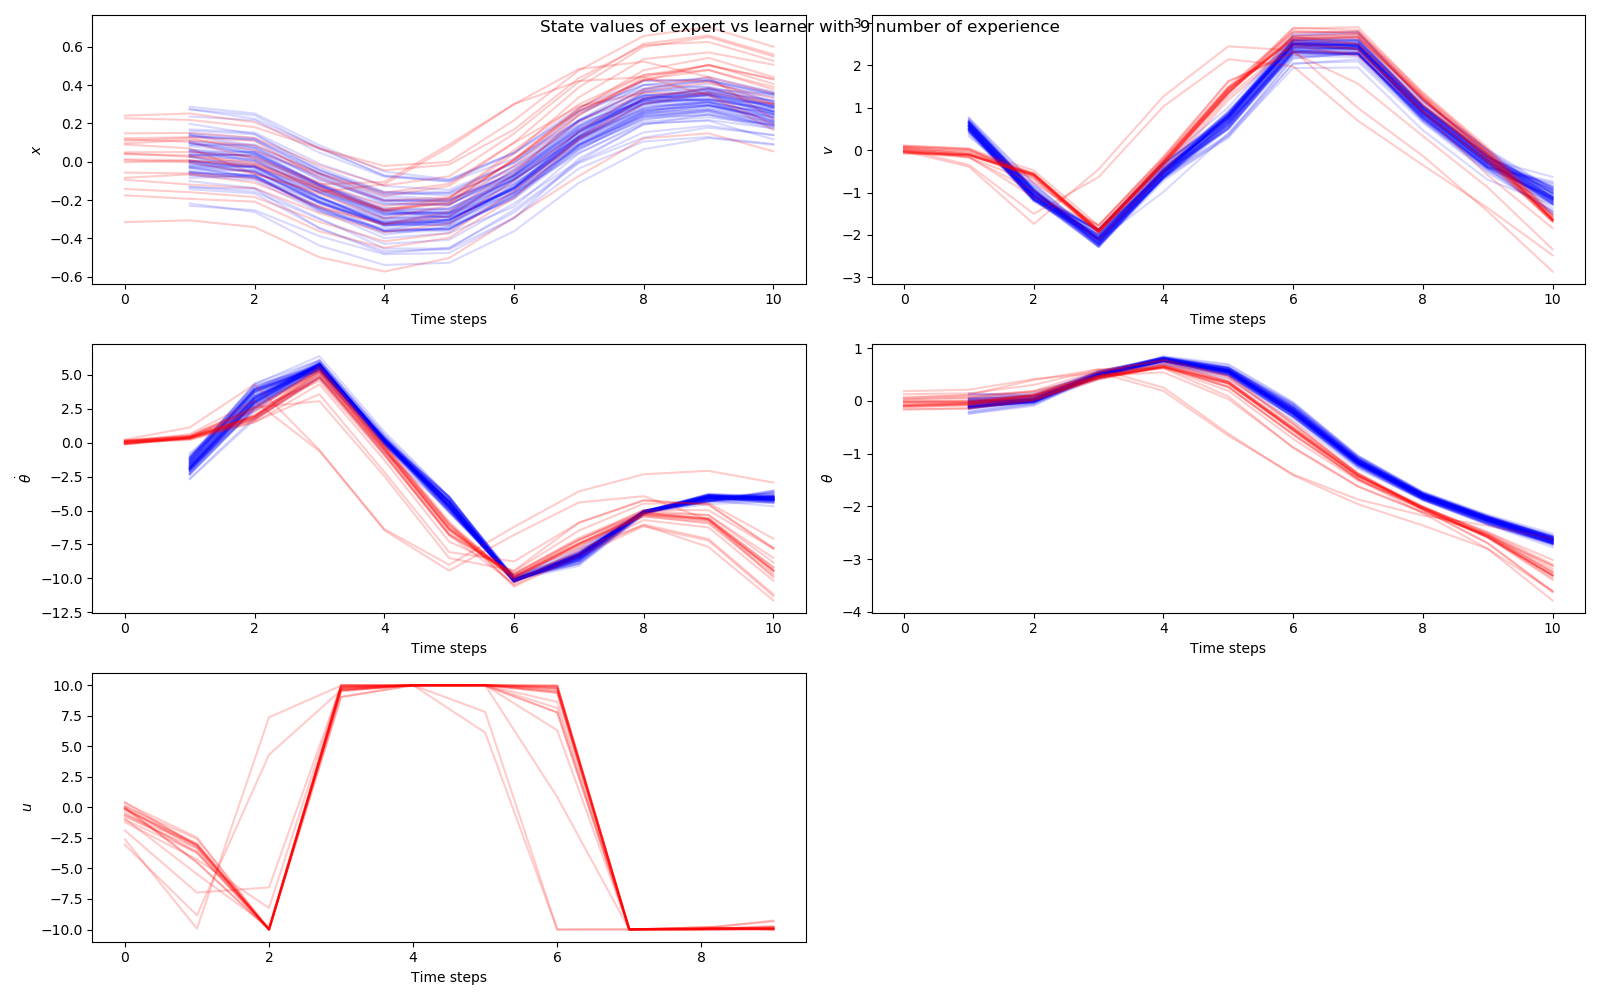 State values of expert vs learner with 9 number of experience
0.6
0.4
0.2
0.0
−0.2
−0.4
−0.6
x
0 2 4 6 8 10
Time steps
3
2
1
0
−1
−2
−3
v
0 2 4 6 8 10
Time steps
5.0
2.5
0.0
−2.5
−5.0
−7.5
−10.0
−12.5
θ̇
0 2 4 6 8 10
Time steps
1
0
−1
−2
−3
−4
θ
0 2 4 6 8 10
Time steps
10.0
7.5
5.0
2.5
0.0
−2.5
−5.0
−7.5
−10.0
u
0 2 4 6 8
Time steps